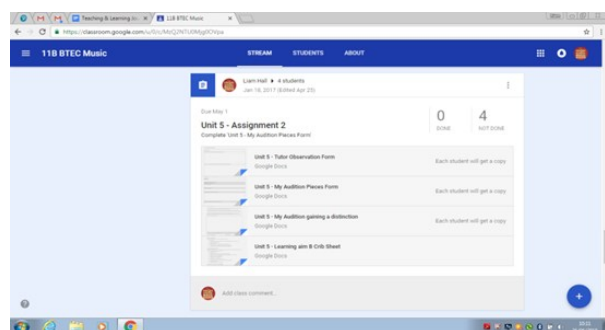 Teaching & Learning
11B BTEC Music
https://classroom.google.com
11B BTEC Music
STREAM
STUDENTS
ABOUT
Liam Hall 4 students
Jan 18, 2017 (Edited Apr 25)
Due May 1
Unit 5 - Assignment 2
Complete 'Unit 5 - My Audition Pieces Form'
0
DONE
4
NOT DONE
Unit 5 - Tutor Observation Form
Google Docs
Each student will get a copy
Unit 5 - My Audition Pieces Form
Google Docs
Each student will get a copy
Unit 5 - My Audition gaining a distinction
Google Docs
Each student will get a copy
Unit 5 - Learning aim B Crib Sheet
Google Docs
Add class comment...